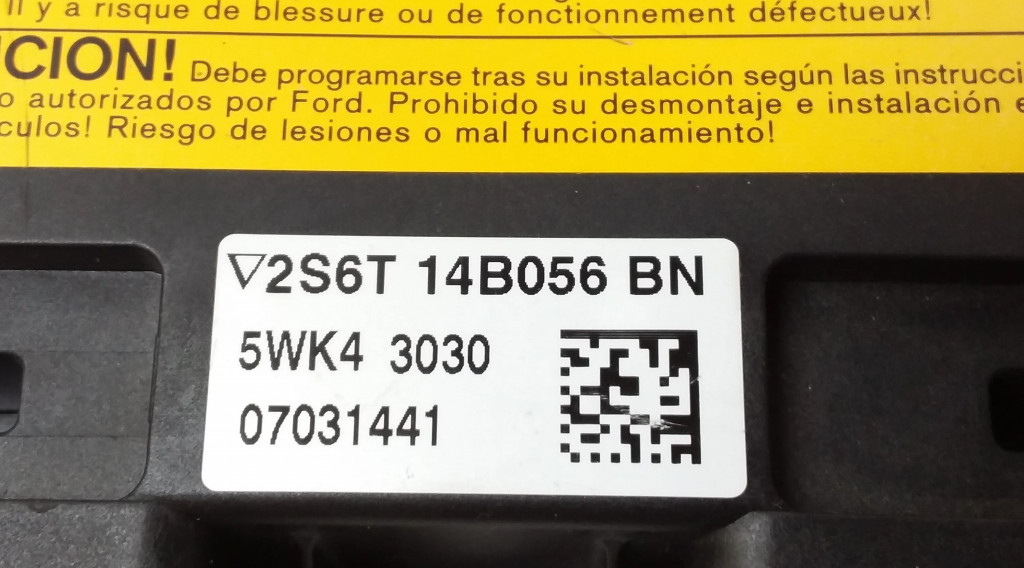 il y a risque de blessure ou de fonctionnement défectueux!
CION! Debe programarse tras su instalación según las instrucci
o autorizados por Ford. Prohibido su desmontaje e instalación e
culos! Riesgo de lesiones o mal funcionamiento!
▽2S6T 14B056 BN
5WK4 3030
07031441